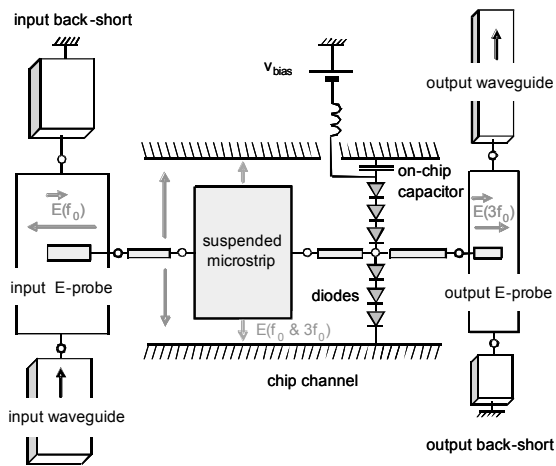 input back-short
V bias
output waveguide
on-chip
capacitor
E(f₀)
E(3f₀)
suspended
microstrip
input E-probe
diodes
output E-probe
E(f₀ & 3f₀)
chip channel
input waveguide
output back-short